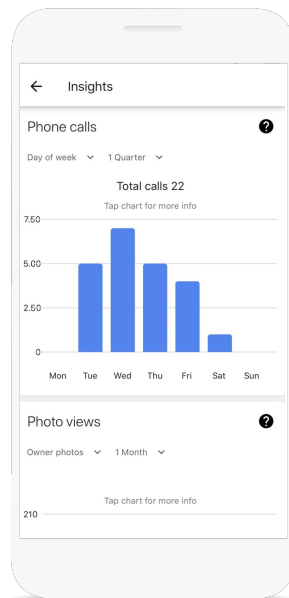 Insights
Phone calls
Day of week 1 Quarter
Total calls 22
Tap chart for more info
7.50
5.00
2.50
0
Mon Tue Wed Thu Fri Sat Sun
Photo views
Owner photos 1 Month
Tap chart for more info
210